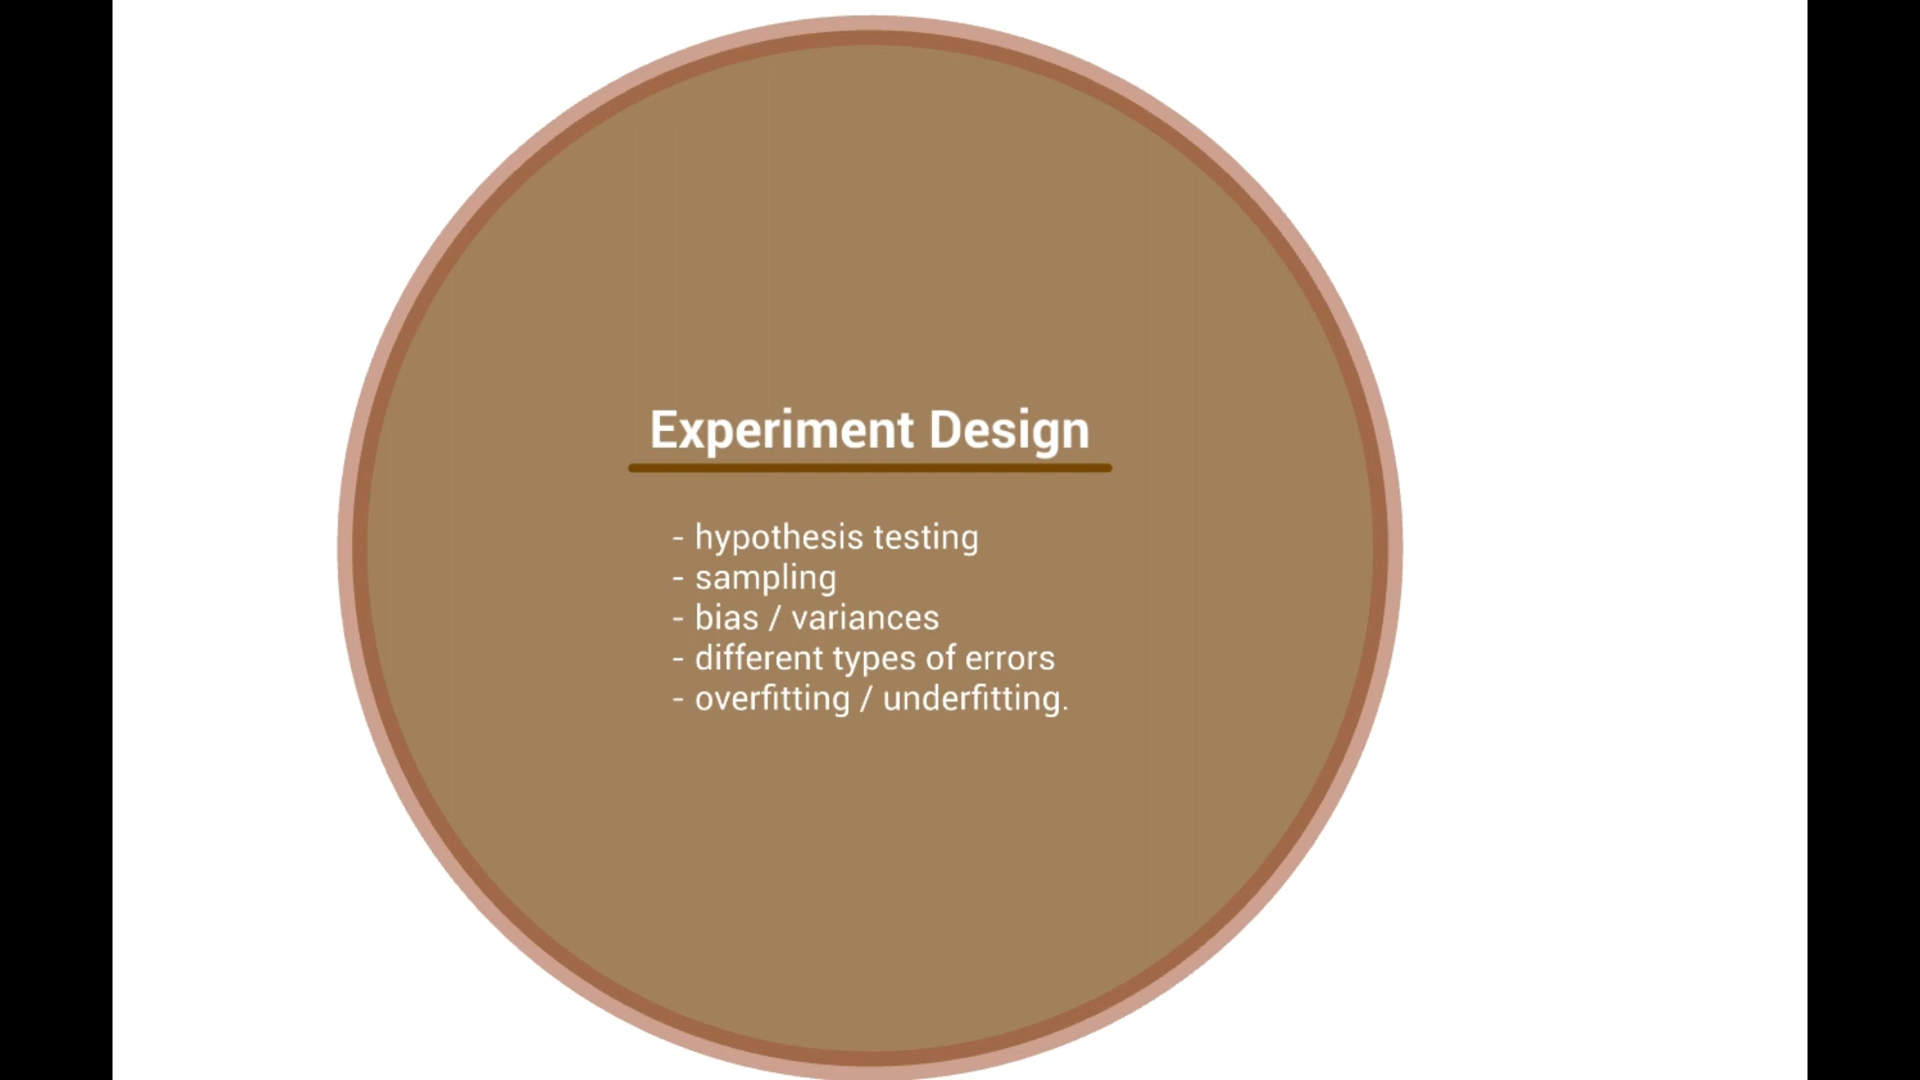 Experiment Design
- hypothesis testing
- sampling
- bias / variances
- different types of errors
- overfitting / underfitting.